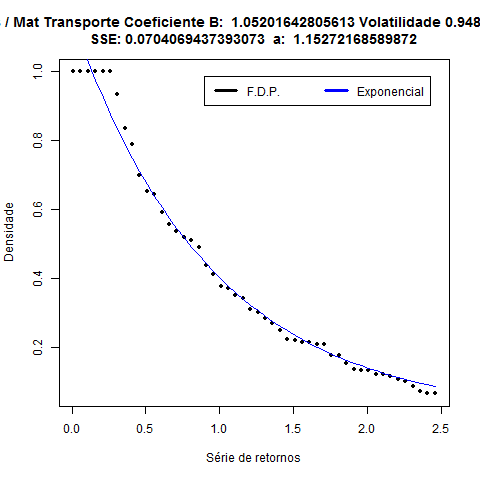 / Mat Transporte Coeficiente B: 1.05201642805613 Volatilidade 0.948
SSE: 0.0704069437393073 a: 1.15272168589872
F.D.P. Exponencial
Densidade
1.0
0.8
0.6
0.4
0.2
0.0 0.5 1.0 1.5 2.0 2.5
Série de retornos